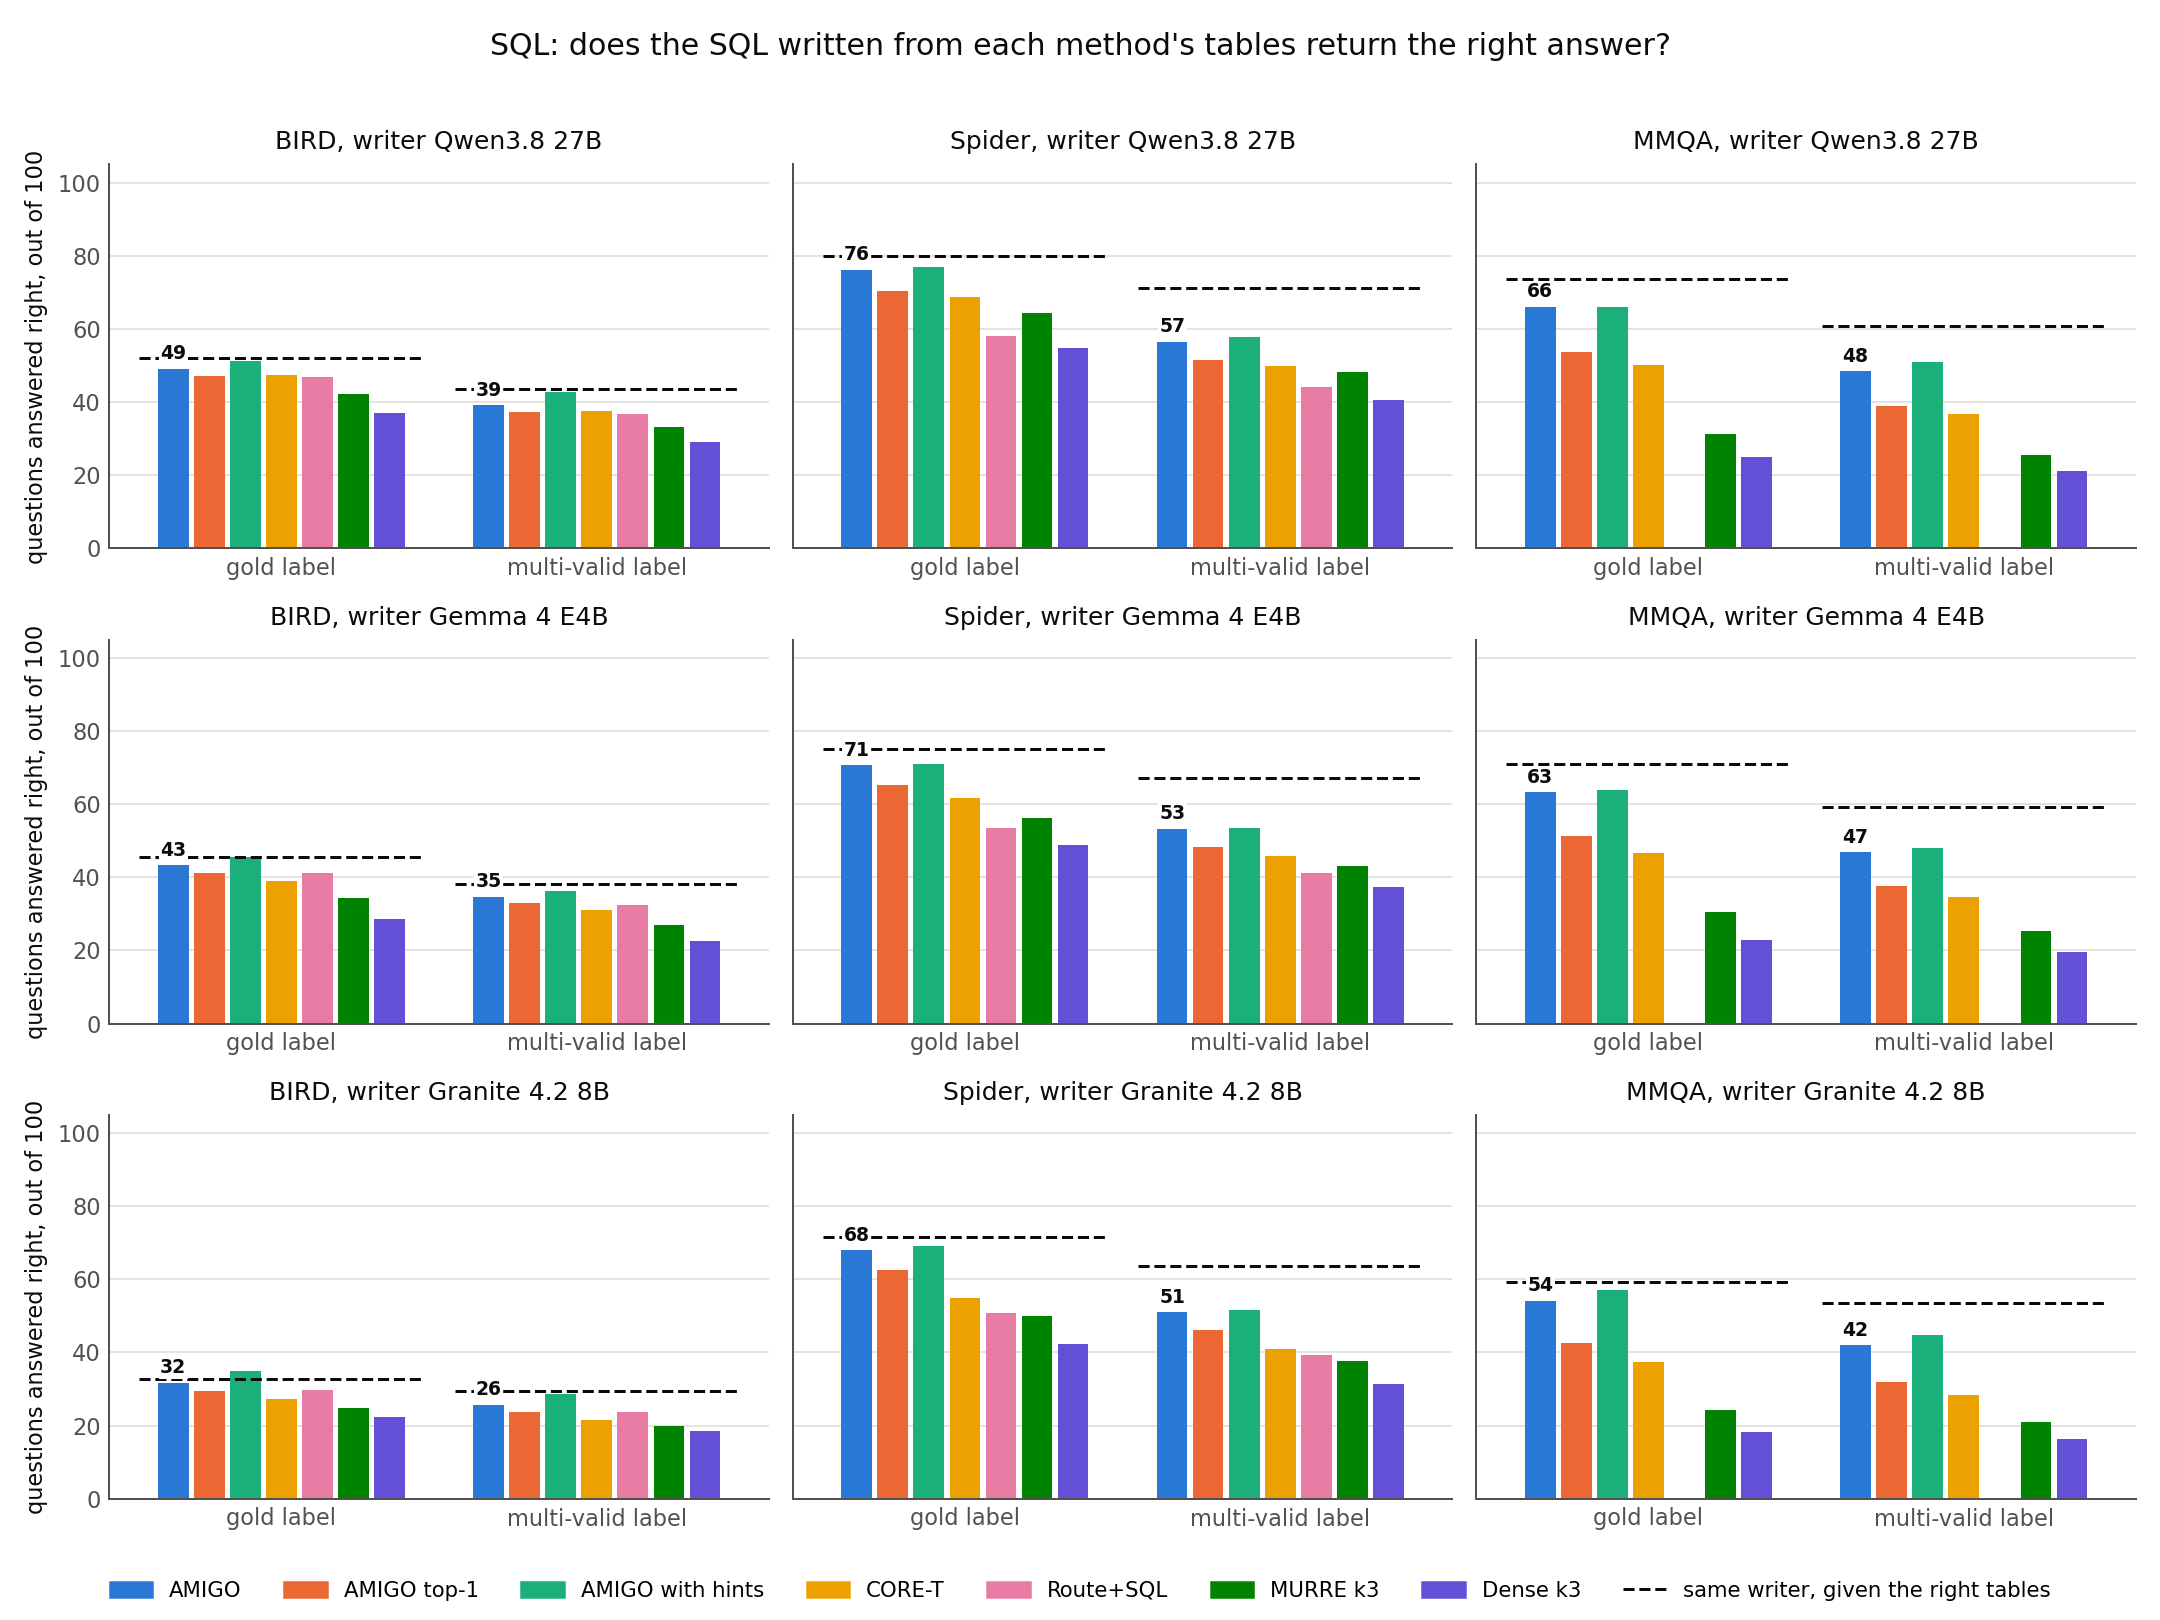 SQL: does the SQL written from each method's tables return the right answer?
BIRD, writer Qwen3.8 27B
Spider, writer Qwen3.8 27B
MMQA, writer Qwen3.8 27B
questions answered right, out of 100
100
80
60
40
20
0
49
39
76
57
66
48
gold label
multi-valid label
gold label
multi-valid label
gold label
multi-valid label
BIRD, writer Gemma 4 E4B
Spider, writer Gemma 4 E4B
MMQA, writer Gemma 4 E4B
questions answered right, out of 100
100
80
60
40
20
0
43
35
71
53
63
47
gold label
multi-valid label
gold label
multi-valid label
gold label
multi-valid label
BIRD, writer Granite 4.2 8B
Spider, writer Granite 4.2 8B
MMQA, writer Granite 4.2 8B
questions answered right, out of 100
100
80
60
40
20
0
32
26
68
51
54
42
gold label
multi-valid label
gold label
multi-valid label
gold label
multi-valid label
AMIGO
AMIGO top-1
AMIGO with hints
CORE-T
Route+SQL
MURRE k3
Dense k3
same writer, given the right tables